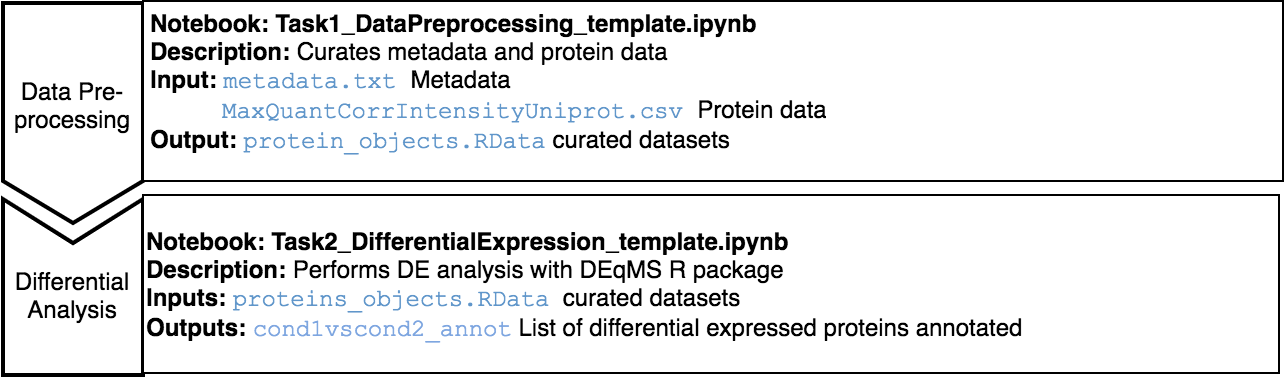 Data Pre-
processing
Notebook: Task1_DataPreprocessing_template.ipynb
Description: Curates metadata and protein data
Input: metadata.txt Metadata
MaxQuantCorrIntensityUniprot.csv Protein data
Output: protein_objects.RData curated datasets
Differential
Analysis
Notebook: Task2_DifferentialExpression_template.ipynb
Description: Performs DE analysis with DEqMS R package
Inputs: proteins_objects.RData curated datasets
Outputs: cond1vscond2_annot List of differential expressed proteins annotated